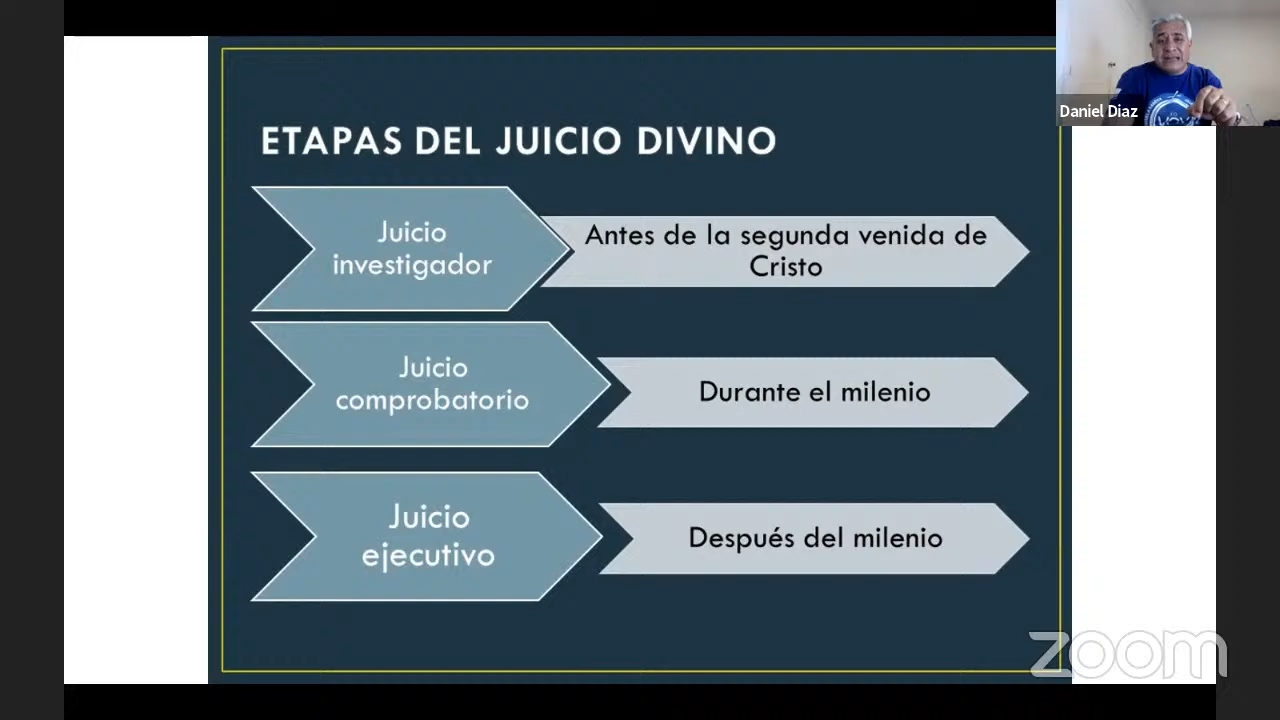 ETAPAS DEL JUICIO DIVINO
Juicio
investigador
Antes de la segunda venida de
Cristo
Juicio
comprobatorio
Durante el milenio
Juicio
ejecutivo
Después del milenio
Daniel Diaz
zoom